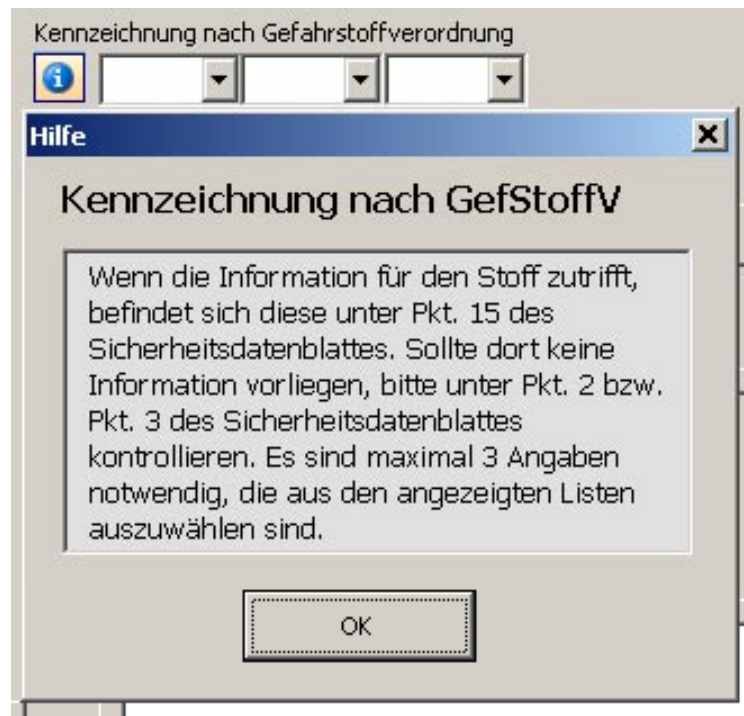 Kennzeichnung nach Gefahrstoffverordnung
Hilfe
Kennzeichnung nach GefStoffV
Wenn die Information für den Stoff zutrifft,
befindet sich diese unter Pkt. 15 des
Sicherheitsdatenblattes. Sollte dort keine
Information vorliegen, bitte unter Pkt. 2 bzw.
Pkt. 3 des Sicherheitsdatenblattes
kontrollieren. Es sind maximal 3 Angaben
notwendig, die aus den angezeigten Listen
auszuwählen sind.
OK